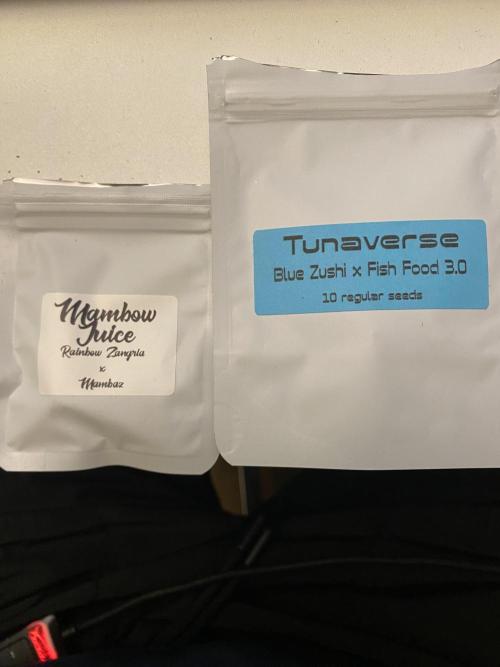 Mambow
Juice
Rainbow Zangria
x
Mambaz
Tunaverse
Blue Zushi x Fish Food 3.0
10 regular seeds